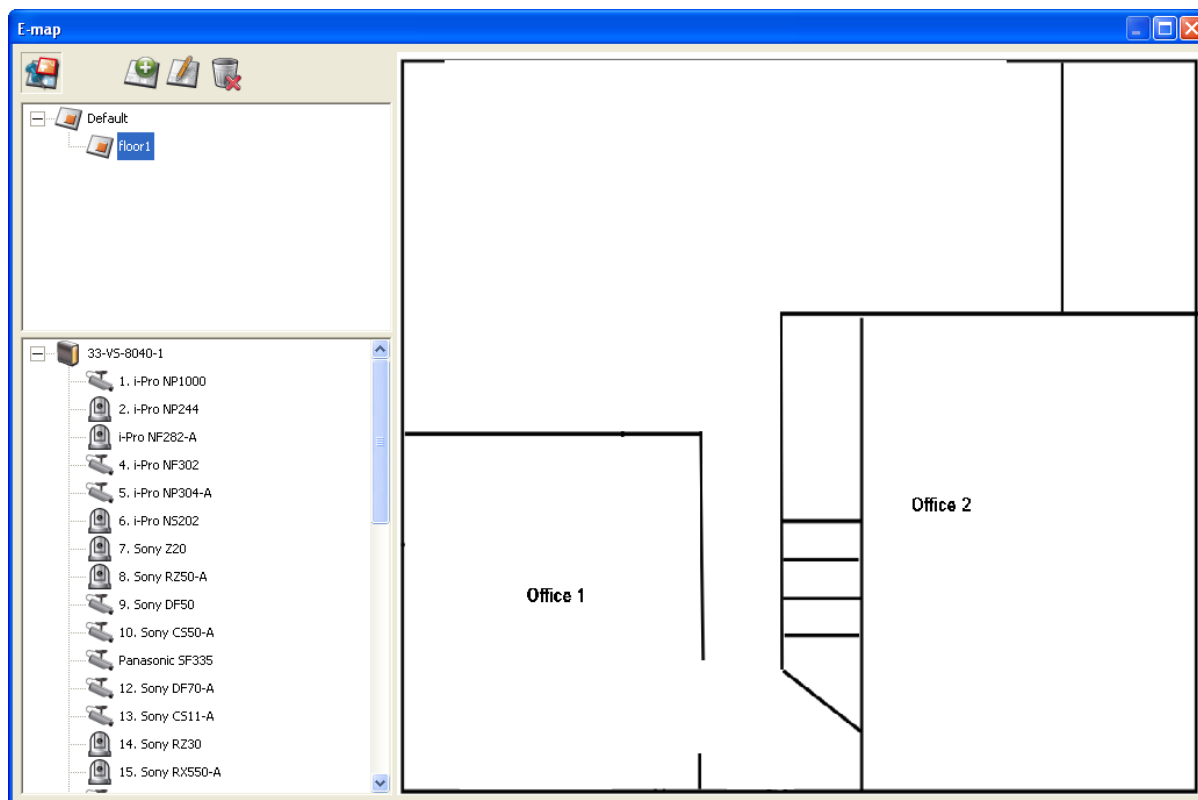 E-map
Default
floor1
33-VS-8040-1
1. i-Pro NP1000
2. i-Pro NP244
i-Pro NF282-A
4. i-Pro NF302
5. i-Pro NP304-A
6. i-Pro NS202
7. Sony Z20
8. Sony RZ50-A
9. Sony DF50
10. Sony CS50-A
Panasonic SF335
12. Sony DF70-A
13. Sony CS11-A
14. Sony RZ30
15. Sony RX550-A
Office 1
Office 2